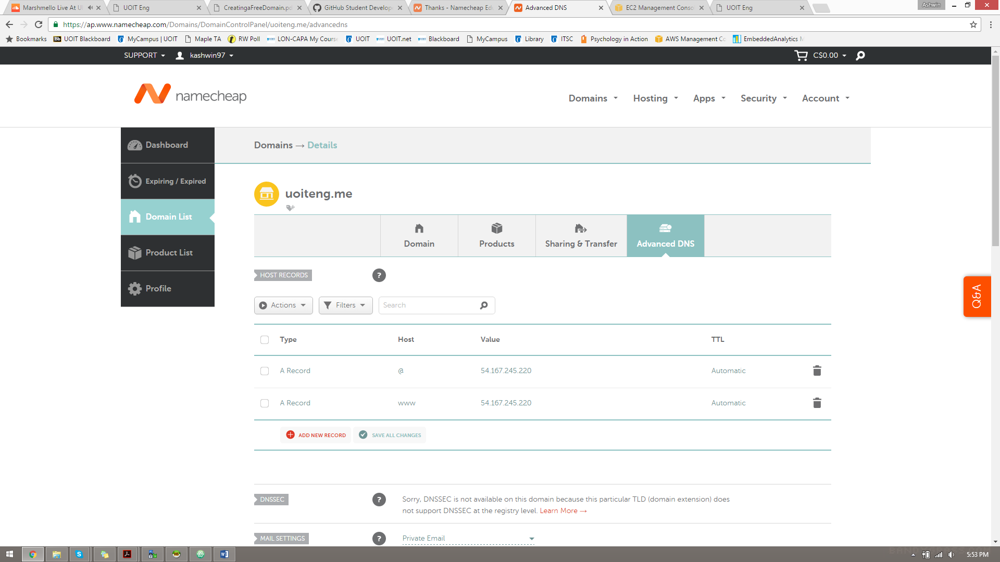 Marshmello Live At U
UOIT Eng
CreatingaFreeDomain.pd
GitHub Student Develop
Thanks - Namecheap Edu
Advanced DNS
EC2 Management Conso
UOIT Eng
Ashwin
https://ap.www.namecheap.com/Domains/DomainControlPanel/uoiteng.me/advancedns
Bookmarks
Bb UOIT Blackboard
MyCampus | UOIT
Maple TA
RW Poll
LON-CAPA My Course
UOIT
UOIT.net
Blackboard
MyCampus
Library
ITSC
Psychology in Action
AWS Management Co
EmbeddedAnalytics M
SUPPORT
kashwin97
C$0.00
namecheap
Domains
Hosting
Apps
Security
Account
Dashboard
Expiring / Expired
Domain List
Product List
Profile
Domains → Details
uoiteng.me
Domain
Products
Sharing & Transfer
Advanced DNS
HOST RECORDS
?
Actions
Filters
Search
Type Host Value TTL
A Record @ 54.167.245.220 Automatic
A Record www 54.167.245.220 Automatic
ADD NEW RECORD
SAVE ALL CHANGES
DNSSEC
?
Sorry, DNSSEC is not available on this domain because this particular TLD (domain extension) does
not support DNSSEC at the registry level. Learn More →
MAIL SETTINGS
?
Private Email
Q&A
5:53 PM